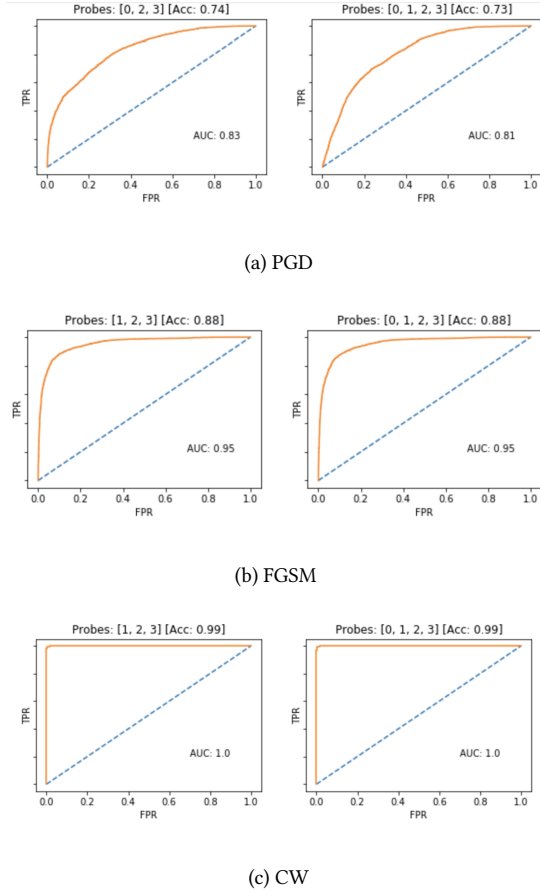 Probes: [0, 2, 3] [Acc: 0.74]
TPR
AUC: 0.83
0.0 0.2 0.4 0.6 0.8 1.0
FPR
Probes: [0, 1, 2, 3] [Acc: 0.73]
TPR
AUC: 0.81
0.0 0.2 0.4 0.6 0.8 1.0
FPR
(a) PGD
Probes: [1, 2, 3] [Acc: 0.88]
TPR
AUC: 0.95
0.0 0.2 0.4 0.6 0.8 1.0
FPR
Probes: [0, 1, 2, 3] [Acc: 0.88]
TPR
AUC: 0.95
0.0 0.2 0.4 0.6 0.8 1.0
FPR
(b) FGSM
Probes: [1, 2, 3] [Acc: 0.99]
TPR
AUC: 1.0
0.0 0.2 0.4 0.6 0.8 1.0
FPR
Probes: [0, 1, 2, 3] [Acc: 0.99]
TPR
AUC: 1.0
0.0 0.2 0.4 0.6 0.8 1.0
FPR
(c) CW